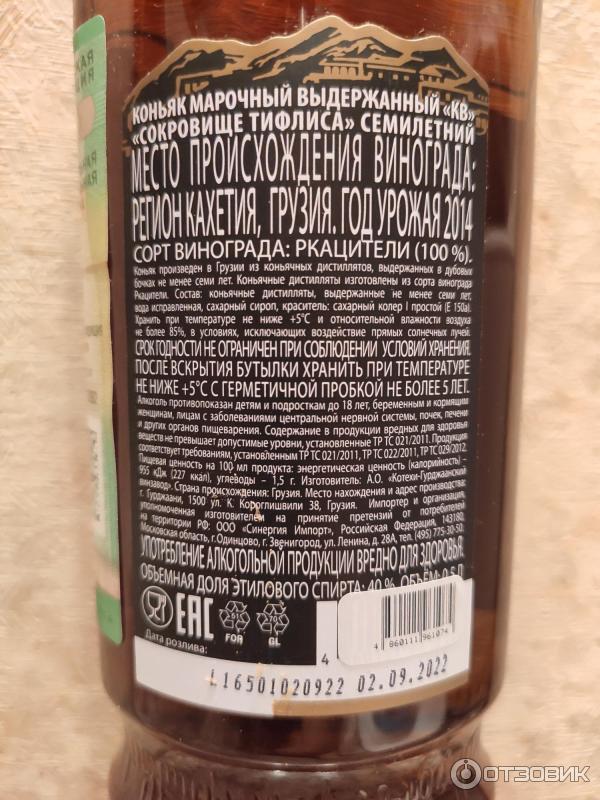 КОНЬЯК МАРОЧНЫЙ ВЫДЕРЖАННЫЙ «КВ»
«СОКРОВИЩЕ ТИФЛИСА» СЕМИЛЕТНИЙ
МЕСТО ПРОИСХОЖДЕНИЯ ВИНОГРАДА:
РЕГИОН КАХЕТИЯ, ГРУЗИЯ. ГОД УРОЖАЯ 2014
СОРТ ВИНОГРАДА: РКАЦИТЕЛИ (100 %).
Коньяк произведен в Грузии из коньячных дистиллятов, выдержанных в дубовых
бочках не менее семи лет. Коньячные дистилляты изготовлены из сорта винограда
Ркацители. Состав: коньячные дистилляты, выдержанные не менее семи лет;
вода исправленная, сахарный сироп, краситель: сахарный колер I простой (Е 150a).
Хранить при температуре не ниже +5°С и относительной влажности воздуха
не более 85%, в условиях, исключающих воздействие прямых солнечных лучей.
СРОК ГОДНОСТИ НЕ ОГРАНИЧЕН ПРИ СОБЛЮДЕНИИ УСЛОВИЙ ХРАНЕНИЯ.
ПОСЛЕ ВСКРЫТИЯ БУТЫЛКИ ХРАНИТЬ ПРИ ТЕМПЕРАТУРЕ
НЕ НИЖЕ +5°С С ГЕРМЕТИЧНОЙ ПРОБКОЙ НЕ БОЛЕЕ 5 ЛЕТ.
Алкоголь противопоказан детям и подросткам до 18 лет, беременным и кормящим
женщинам, лицам с заболеваниями центральной нервной системы, почек, печени
и других органов пищеварения. Содержание в продукции вредных для здоровья
веществ не превышает допустимые уровни, установленные ТР ТС 021/2011. Продукция
соответствует требованиям, установленным ТР ТС 021/2011, ТР ТС 022/2011, ТР ТС 029/2012.
Пищевая ценность на 100 мл продукта: энергетическая ценность (калорийность) –
955 кДж (227 ккал), углеводы – 1,5 г. Изготовитель: А.О. «Котехи-Гурджаанский
винзавод». Страна происхождения: Грузия. Место нахождения и адрес производства:
г. Гурджаани, 1500 ул. К. Короглишвили 38, Грузия. Импортер и организация,
уполномоченная изготовителем на принятие претензий от потребителей
на территории РФ: ООО «Синергия Импорт», Российская Федерация, 143180,
Московская область, г.Одинцово, г. Звенигород, ул. Ленина, д. 28А, тел. (495) 775-30-50.
УПОТРЕБЛЕНИЕ АЛКОГОЛЬНОЙ ПРОДУКЦИИ ВРЕДНО ДЛЯ ЗДОРОВЬЯ.
ОБЪЕМНАЯ ДОЛЯ ЭТИЛОВОГО СПИРТА: 40 %. ОБЪЁМ: 0,5 Л
EAC
FOR
GL
Дата розлива:
4
4 860111 961074
L16501020922 02.09.2022
ОТЗОВИК